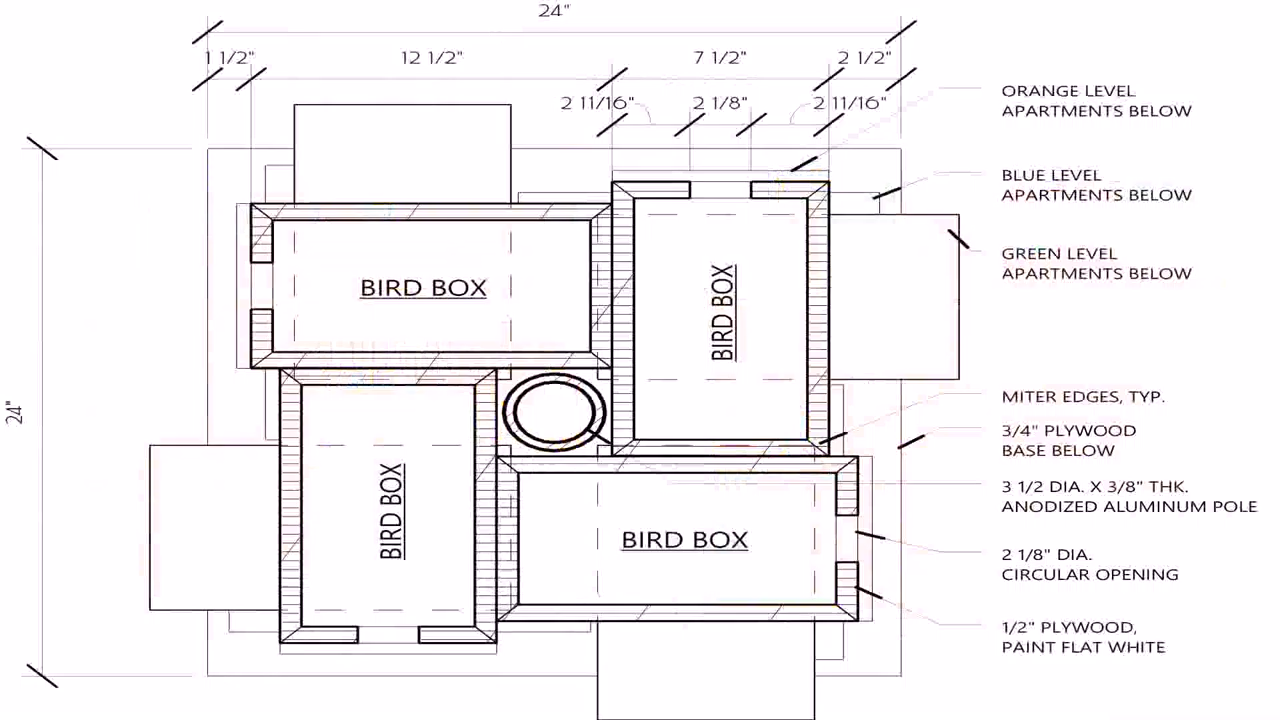 24"
1 1/2"
12 1/2"
7 1/2"
2 1/2"
2 11/16"
2 1/8"
2 11/16"
ORANGE LEVEL
APARTMENTS BELOW
BLUE LEVEL
APARTMENTS BELOW
GREEN LEVEL
APARTMENTS BELOW
BIRD BOX
BIRD BOX
24"
MITER EDGES, TYP.
3/4" PLYWOOD
BASE BELOW
3 1/2 DIA. X 3/8" THK.
ANODIZED ALUMINUM POLE
BIRD BOX
BIRD BOX
2 1/8" DIA.
CIRCULAR OPENING
1/2" PLYWOOD,
PAINT FLAT WHITE